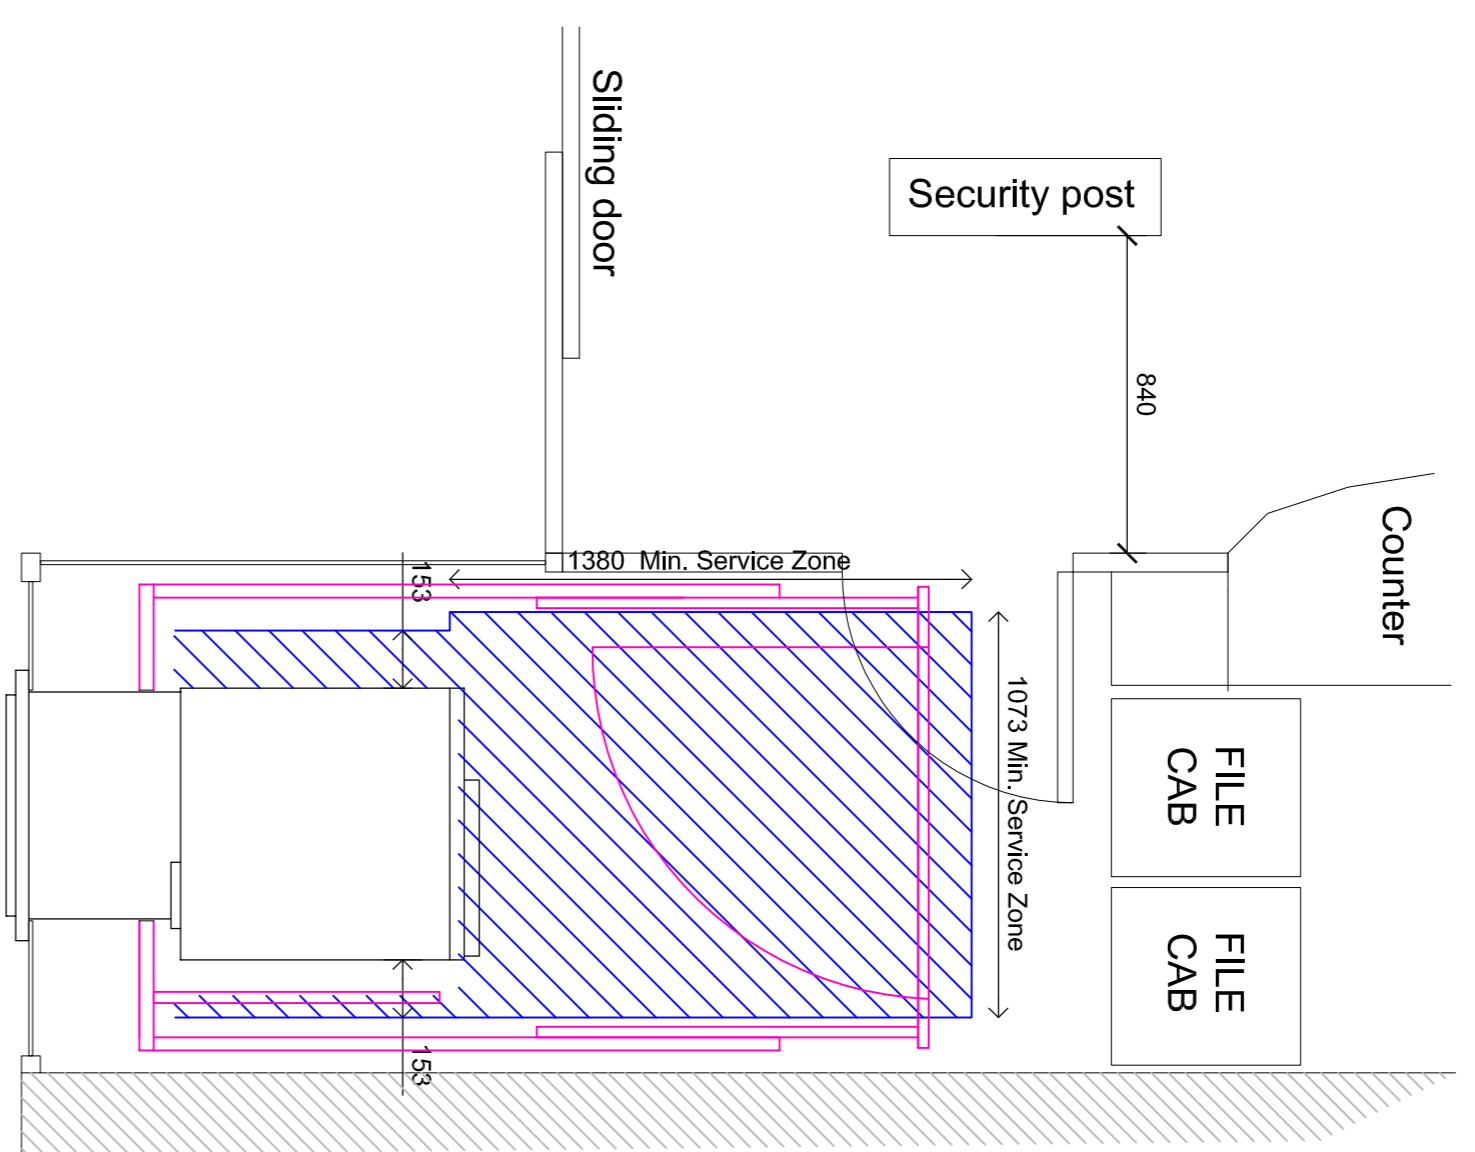 Sliding door
Security post
840
Counter
1380 Min. Service Zone
153
1073 Min. Service Zone
FILE
CAB
FILE
CAB
153